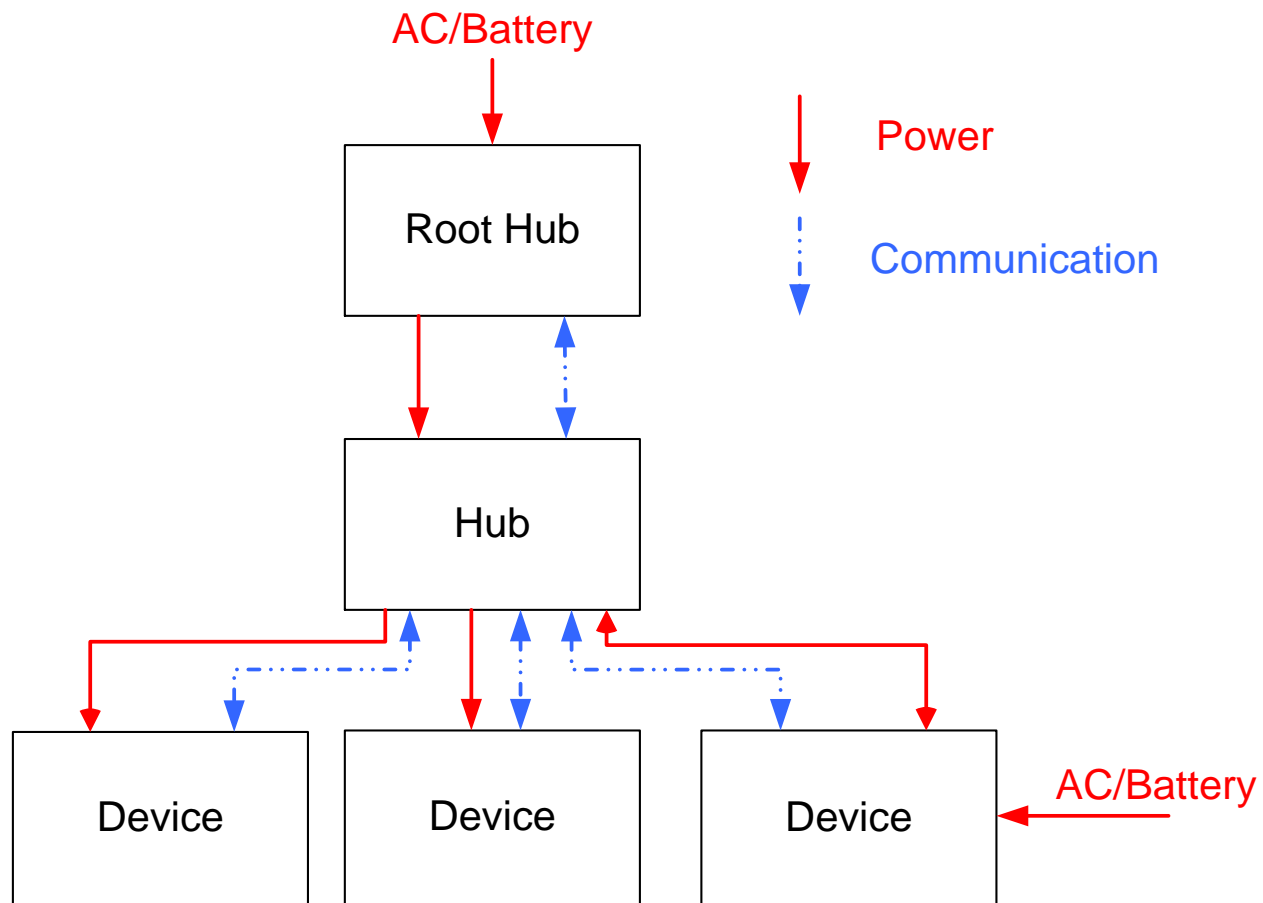 AC/Battery
Power
Root Hub
Communication
Hub
Device
Device
Device
AC/Battery